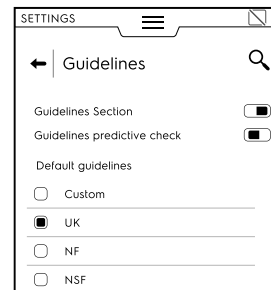 SETTINGS
Guidelines
Guidelines Section
Guidelines predictive check
Default guidelines
Custom
UK
NF
NSF